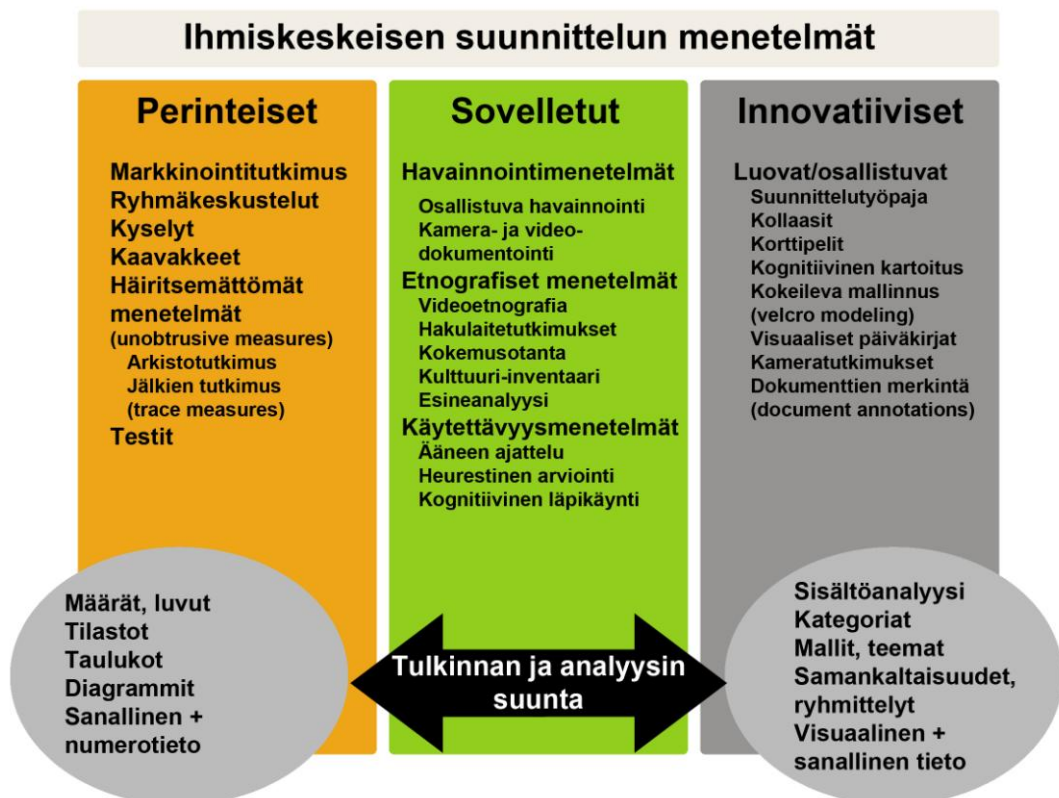 Ihmiskeskeisen suunnittelun menetelmät
Perinteiset
Markkinointitutkimus
Ryhmäkeskustelut
Kyselyt
Kaavakkeet
Häiritsemättömät
menetelmät
(unobtrusive measures)
Arkistotutkimus
Jälkien tutkimus
(trace measures)
Testit
Sovelletut
Havainnointimenetelmät
Osallistuva havainnointi
Kamera- ja video-
dokumentointi
Etnografiset menetelmät
Videoetnografia
Hakulaitetutkimukset
Kokemusotanta
Kulttuuri-inventaari
Esineanalyysi
Käytettävyysmenetelmät
Ääneen ajattelu
Heurestinen arviointi
Kognitiivinen läpikäynti
Innovatiiviset
Luovat/osallistuvat
Suunnittelutyöpaja
Kollaasit
Korttipelit
Kognitiivinen kartoitus
Kokeileva mallinnus
(velcro modeling)
Visuaaliset päiväkirjat
Kameratutkimukset
Dokumenttien merkintä
(document annotations)
Määrät, luvut
Tilastot
Taulukot
Diagrammit
Sanallinen +
numerotieto
Tulkinnan ja analyysin
suunta
Sisältöanalyysi
Kategoriat
Mallit, teemat
Samankaltaisuudet,
ryhmittelyt
Visuaalinen +
sanallinen tieto